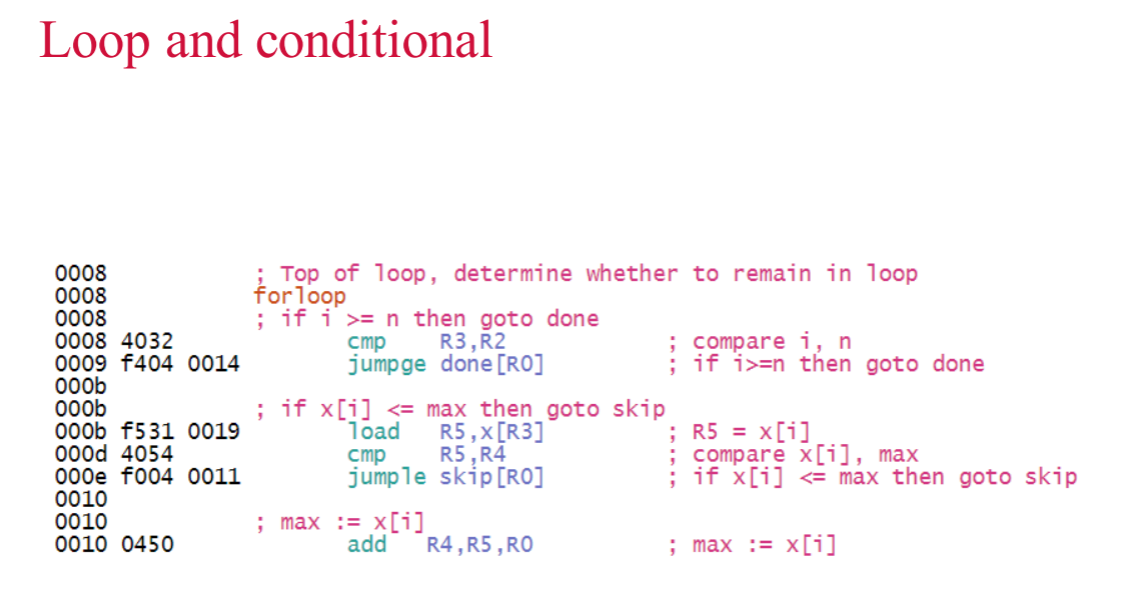 Loop and conditional
0008 ; Top of loop, determine whether to remain in loop
0008 forloop
0008 ; if i >= n then goto done
0008 4032 cmp R3,R2 ; compare i, n
0009 f404 0014 jumpge done[R0] ; if i>=n then goto done
000b
000b ; if x[i] <= max then goto skip
000b f531 0019 load R5,x[R3] ; R5 = x[i]
000d 4054 cmp R5,R4 ; compare x[i], max
000e f004 0011 jumple skip[R0] ; if x[i] <= max then goto skip
0010
0010 ; max := x[i]
0010 0450 add R4,R5,R0 ; max := x[i]